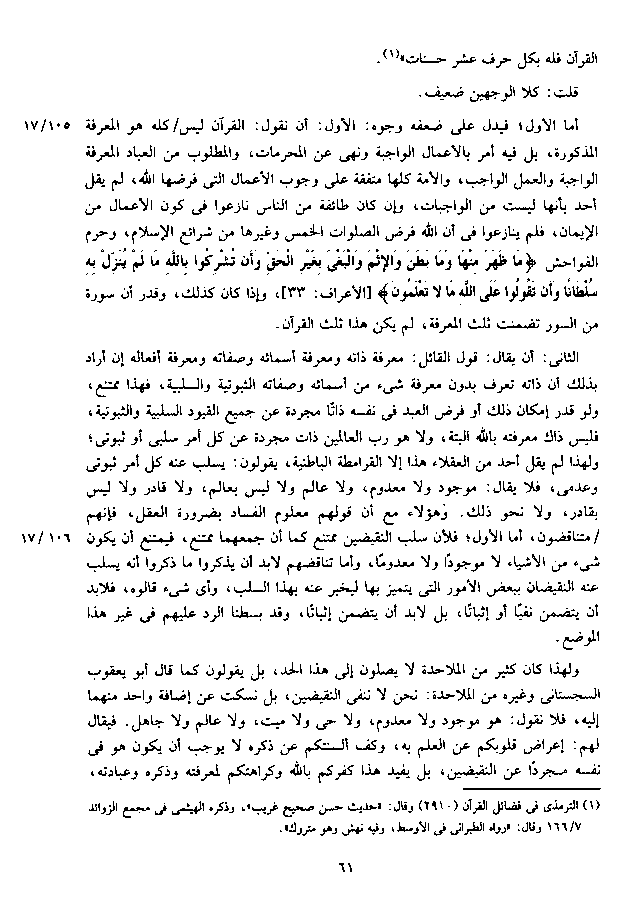 القرآن فله بكل حرف عشر حسنات»(١).
قلت: كلا الوجهين ضعيف.
أما الأول؛ فيدل على ضعفه وجوه: الأول: أن نقول: القرآن ليس/كله هو المعرفة ١٧/١٠٥
المذكورة، بل فيه أمر بالأعمال الواجبة ونهى عن المحرمات، والمطلوب من العباد المعرفة
الواجبة والعمل الواجب، والأمة كلها متفقة على وجوب الأعمال التى فرضها الله، لم يقل
أحد بأنها ليست من الواجبات، وإن كان طائفة من الناس نازعوا فى كون الأعمال من
الإيمان، فلم ينازعوا فى أن الله فرض الصلوات الخمس وغيرها من شرائع الإسلام، وحرم
الفواحش ﴿مَا ظَهَرَ مِنْهَا وَمَا بَطَنَ وَالإِثْمَ وَالْبَغْىَ بِغَيْرِ الْحَقِّ وَأَن تُشْرِكُوا بِاللَّهِ مَا لَمْ يُنَزِّلْ بِهِ
سُلْطَانًا وَأَن تَقُولُوا عَلَى اللَّهِ مَا لا تَعْلَمُونَ﴾ [الأعراف: ٣٣]، وإذا كان كذلك، وقدر أن سورة
من السور تضمنت ثلث المعرفة، لم يكن هذا ثلث القرآن.
الثانى: أن يقال: قول القائل: معرفة ذاته ومعرفة أسمائه وصفاته ومعرفة أفعاله إن أراد
بذلك أن ذاته تعرف بدون معرفة شىء من أسمائه وصفاته الثبوتية والسلبية، فهذا ممتنع،
ولو قدر إمكان ذلك أو فرض العبد فى نفسه ذاتًا مجردة عن جميع القيود السلبية والثبوتية،
فليس ذاك معرفته بالله البتة، ولا هو رب العالمين ذات مجردة عن كل أمر سلبى أو ثبوتى؛
ولهذا لم يقل أحد من العقلاء هذا إلا القرامطة الباطنية، يقولون: يسلب عنه كل أمر ثبوتى
وعدمى، فلا يقال: موجود ولا معدوم، ولا عالم ولا ليس بعالم، ولا قادر ولا ليس
بقادر، ولا نحو ذلك. وهؤلاء مع أن قولهم معلوم الفساد بضرورة العقل، فإنهم
/متناقضون، أما الأول؛ فلأن سلب النقيضين ممتنع كما أن جمعهما ممتنع، فيمتنع أن يكون ١٧/١٠٦
شىء من الأشياء لا موجودًا ولا معدومًا، وأما تناقضهم لابد أن يذكروا ما ذكروا أنه يسلب
عنه النقيضان ببعض الأمور التى يتميز بها ليخبر عنه بهذا السلب، وأى شىء قالوه، فلابد
أن يتضمن نفيًا أو إثباتًا، بل لابد أن يتضمن إثباتًا، وقد بسطنا الرد عليهم فى غير هذا
الموضع.
ولهذا كان كثير من الملاحدة لا يصلون إلى هذا الحد، بل يقولون كما قال أبو يعقوب
السجستانى وغيره من الملاحدة: نحن لا ننفى النقيضين، بل نسكت عن إضافة واحد منهما
إليه، فلا نقول: هو موجود ولا معدوم، ولا حى ولا ميت، ولا عالم ولا جاهل. فيقال
لهم: إعراض قلوبكم عن العلم به، وكف ألسنتكم عن ذكره لا يوجب أن يكون هو فى
نفسه مجردًا عن النقيضين، بل يفيد هذا كفركم بالله وكراهتكم لمعرفته وذكره وعبادته،
(١) الترمذى فى فضائل القرآن (٢٩١٠) وقال: «حديث حسن صحيح غريب»، وذكره الهيثمى فى مجمع الزوائد
٧/١٦٦ وقال: «رواه الطبرانى فى الأوسط، وفيه نهش وهو متروك».
٦١